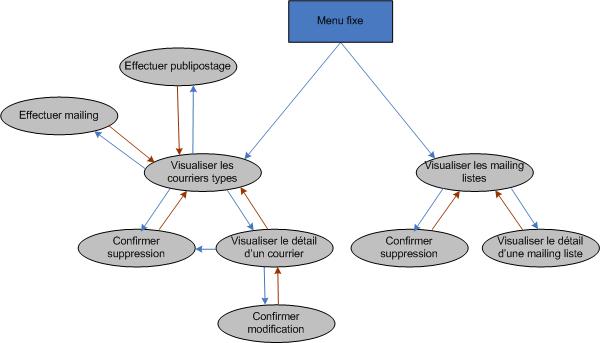 Menu fixe
Effectuer publipostage
Effectuer mailing
Visualiser les
courriers types
Visualiser les mailing
listes
Confirmer
suppression
Visualiser le détail
d'un courrier
Confirmer
suppression
Visualiser le détail
d'une mailing liste
Confirmer
modification